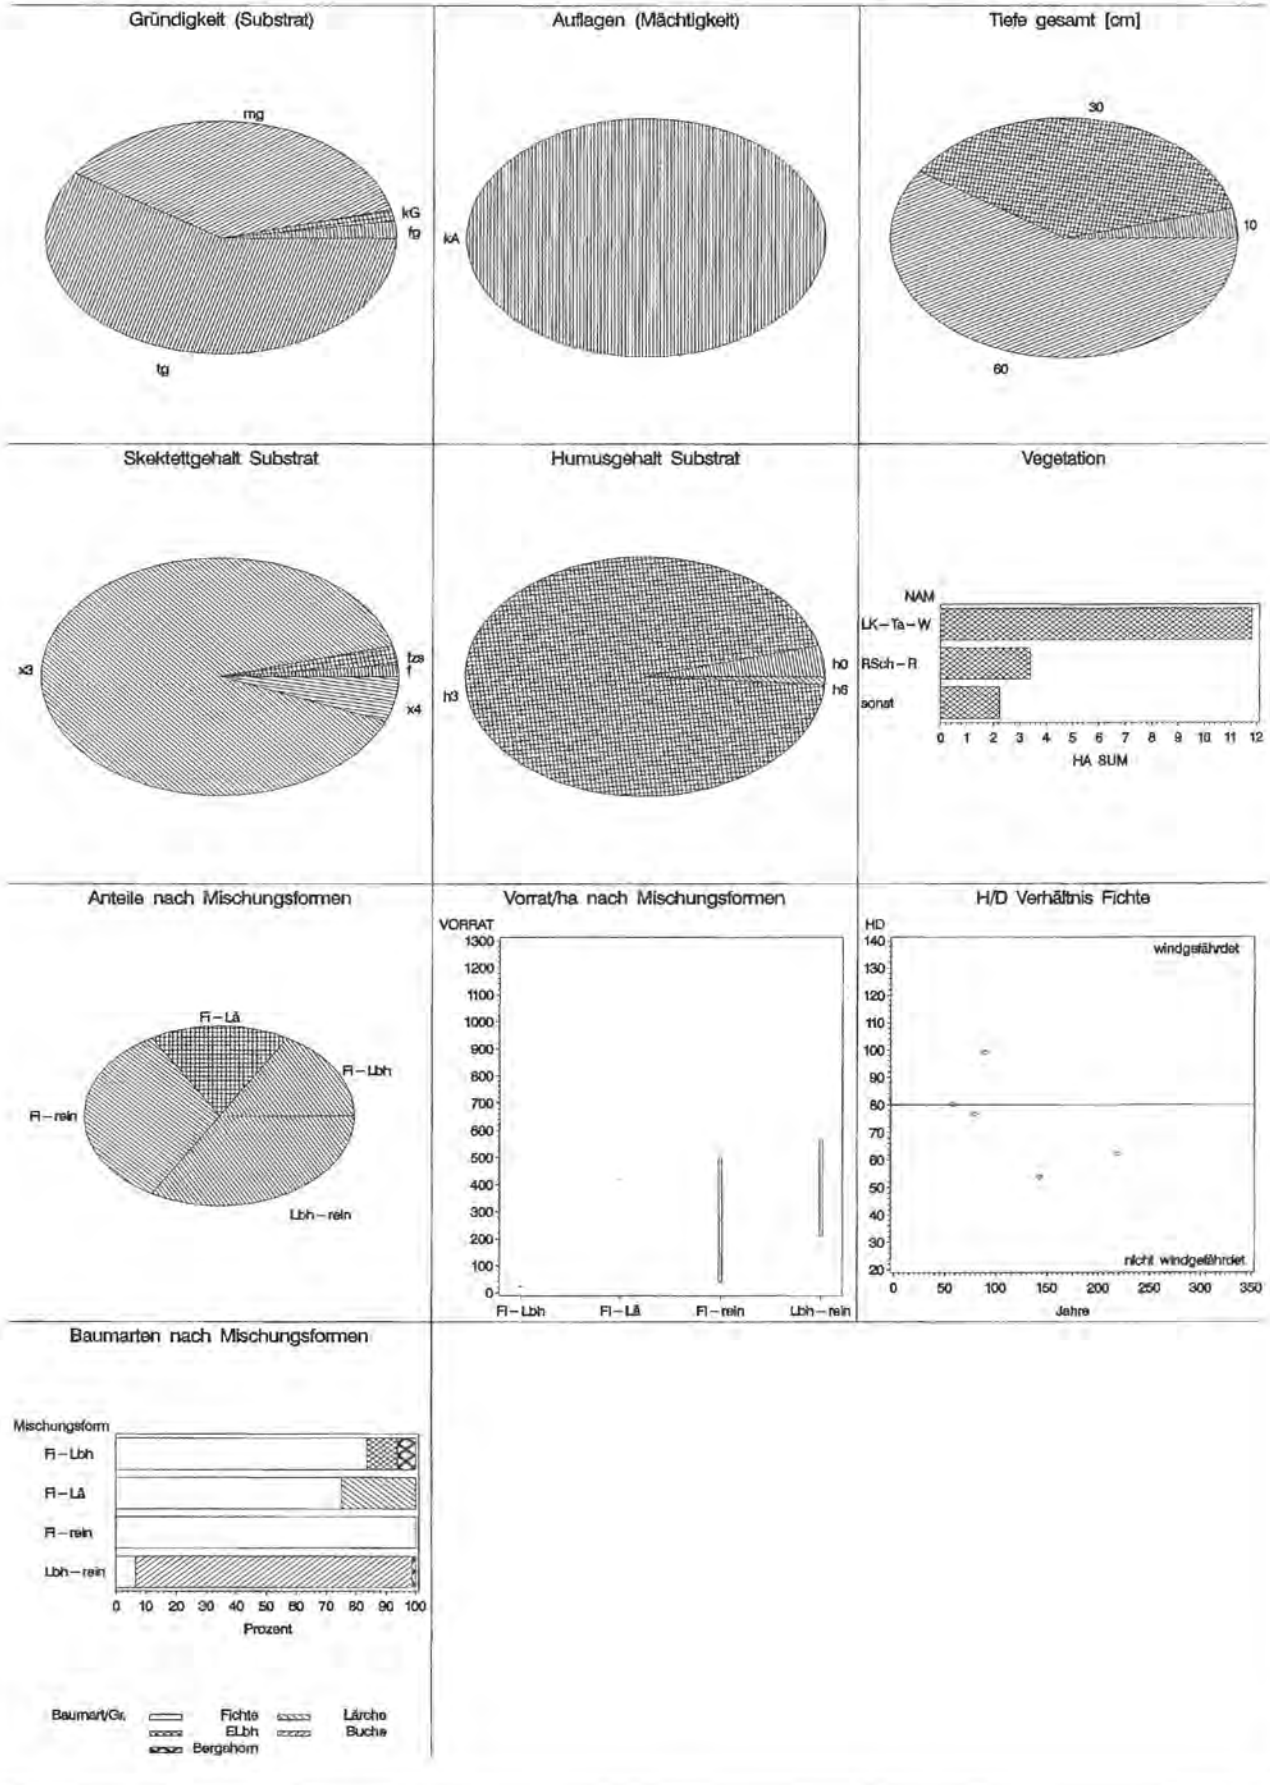 Gründigkeit (Substrat)
mg
kG
fg
tg
Auflagen (Mächtigkeit)
kA
Tiefe gesamt [cm]
30
10
60
Skektettgehalt Substrat
x3
fzs
f
x4
Humusgehalt Substrat
h3
h0
h6
Vegetation
NAM
LK-Ta-W
RSch-R
sonst
0 1 2 3 4 5 6 7 8 9 10 11 12
HA SUM
Anteile nach Mischungsformen
Fi-Lä
Fi-Lbh
Fi-rein
Lbh-rein
Vorrat/ha nach Mischungsformen
VORRAT
1300
1200
1100
1000
900
800
700
600
500
400
300
200
100
0
Fi-Lbh Fi-Lä Fi-rein Lbh-rein
H/D Verhältnis Fichte
HD
140
windgefährdet
130
120
110
100
90
80
70
60
50
40
30
nicht windgefährdet
20
0 50 100 150 200 250 300 350
Jahre
Baumarten nach Mischungsformen
Mischungsform
Fi-Lbh
Fi-Lä
Fi-rein
Lbh-rein
0 10 20 30 40 50 60 70 80 90 100
Prozent
Baumart/Gr. Fichte Lärche
ELbh Buche
Bergahorn